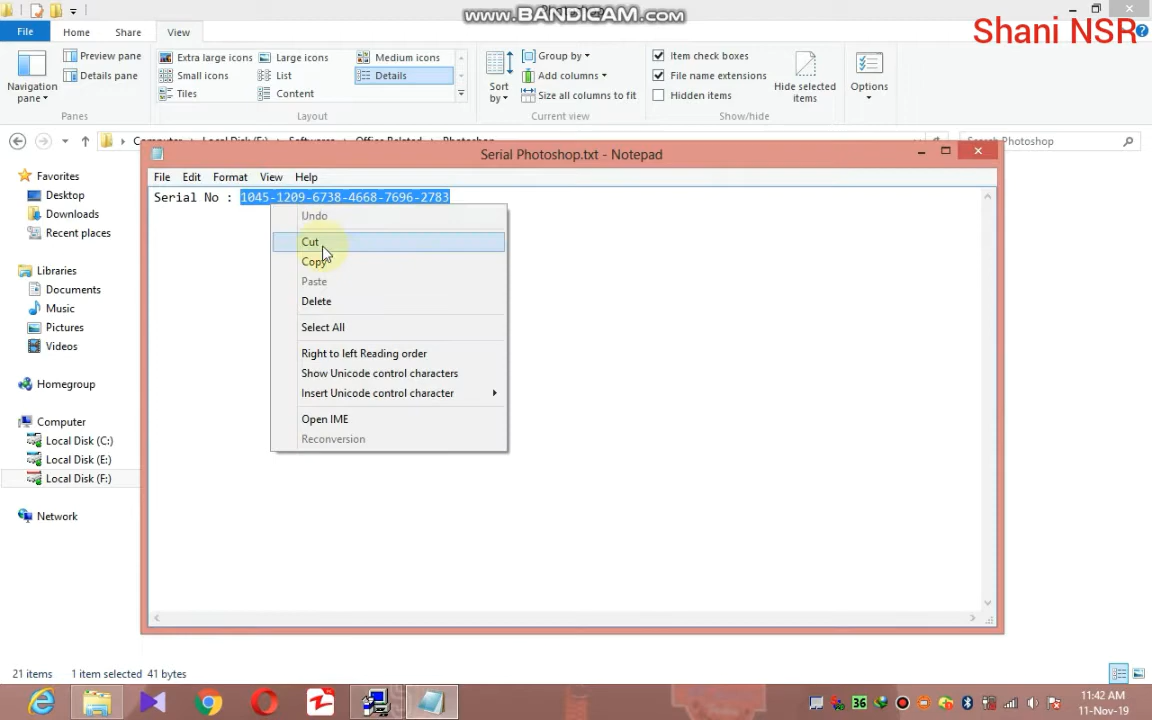 www.BANDICAM.com
Shani NSR
File Home Share View
Navigation pane
Preview pane
Details pane
Panes
Extra large icons Large icons Medium icons
Small icons List Details
Tiles Content
Layout
Sort by
Group by
Add columns
Size all columns to fit
Current view
Item check boxes
File name extensions
Hidden items
Hide selected items
Show/hide
Options
Photoshop
Serial Photoshop.txt - Notepad
File Edit Format View Help
Serial No : 1045-1209-6738-4668-7696-2783
Undo
Cut
Copy
Paste
Delete
Select All
Right to left Reading order
Show Unicode control characters
Insert Unicode control character
Open IME
Reconversion
Favorites
Desktop
Downloads
Recent places
Libraries
Documents
Music
Pictures
Videos
Homegroup
Computer
Local Disk (C:)
Local Disk (E:)
Local Disk (F:)
Network
21 items 1 item selected 41 bytes
36
11:42 AM
11-Nov-19